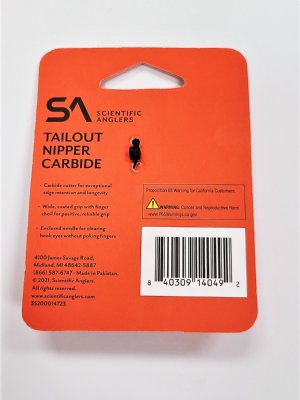 SA SCIENTIFIC
ANGLERS
TAILOUT
NIPPER
CARBIDE
• Carbide cutter for exceptional
edge retention and longevity
• Wide, coated grip with finger
choil for positive, reliable grip
• Enclosed needle for clearing
hook eyes without poking fingers
4100 James Savage Road,
Midland, MI 48642-5887
(866) 587-6747 • Made in Pakistan.
© 2021, Scientific Anglers.
All rights reserved.
www.scientificanglers.com
35200014723
Proposition 65 Warning for California Customers.
WARNING: Cancer and Reproductive Harm
www.P65warnings.ca.gov
8 40309 14049 2